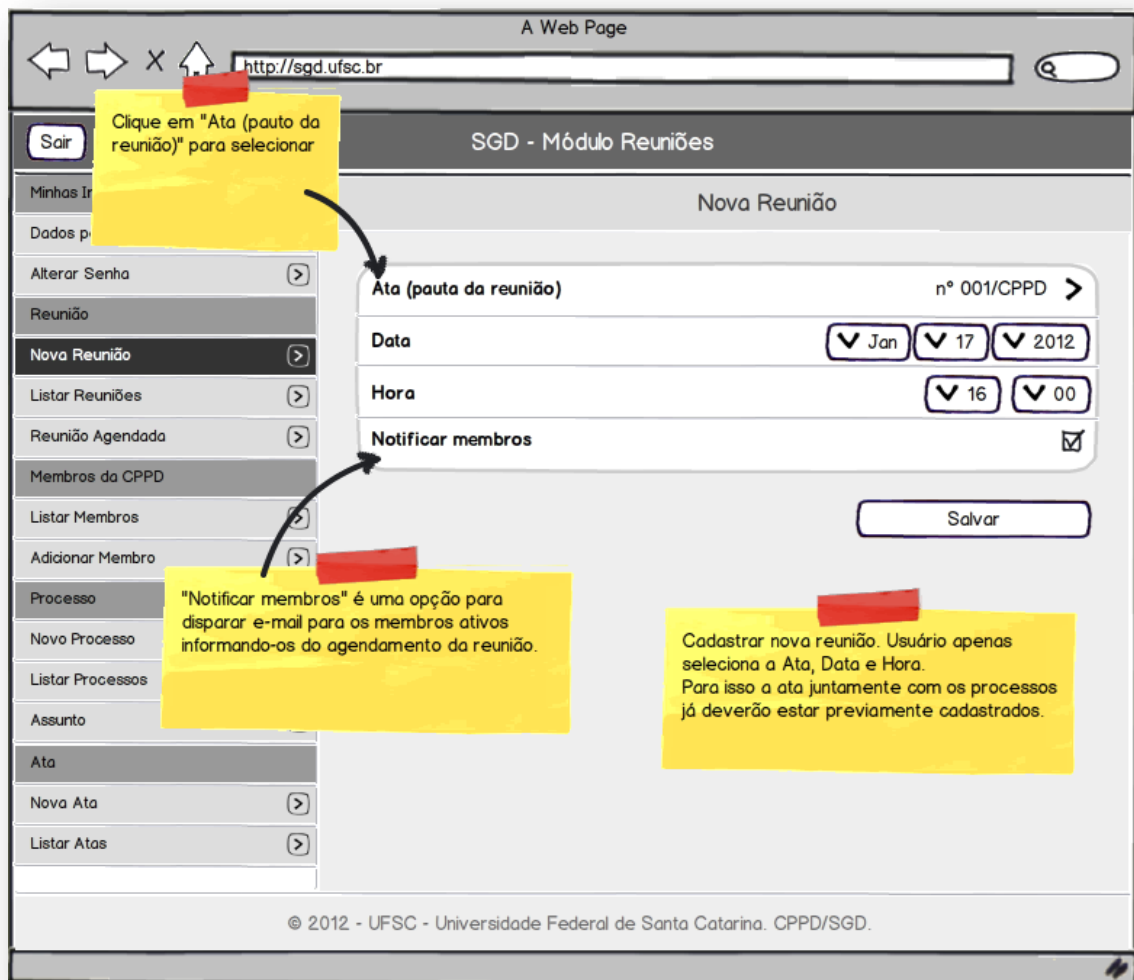 A Web Page
http://sgd.ufsc.br
Clique em "Ata (pauto da
reunião)" para selecionar
Sair
SGD - Módulo Reuniões
Minhas
Nova Reunião
Dados
Alterar Senha
Reunião
Nova Reunião
Listar Reuniões
Reunião Agendada
Membros da CPPD
Listar Membros
Adicionar Membro
Processo
Novo Processo
Listar Processos
Assunto
Ata
Nova Ata
Listar Atas
Ata (pauta da reunião) n° 001/CPPD
Data Jan 17 2012
Hora 16 00
Notificar membros
Salvar
"Notificar membros" é uma opção para
disparar e-mail para os membros ativos
informando-os do agendamento da reunião.
Cadastrar nova reunião. Usuário apenas
seleciona a Ata, Data e Hora.
Para isso a ata juntamente com os processos
já deverão estar previamente cadastrados.
© 2012 - UFSC - Universidade Federal de Santa Catarina. CPPD/SGD.